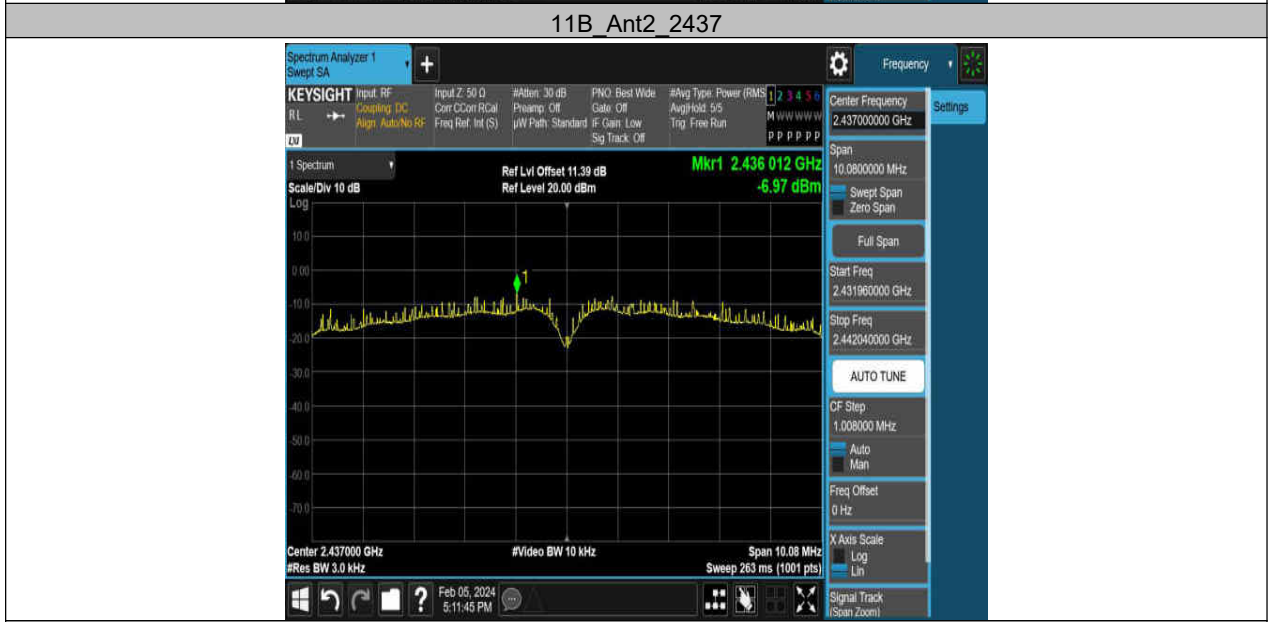 11B_Ant2_2437
Spectrum Analyzer 1
Swept SA
Frequency
KEYSIGHT
RL
Input: RF
Coupling: DC
Align: Auto/No RF
Input Z: 50 Ω
Corr CCorr RCal
Freq Ref: Int (S)
#Atten: 30 dB
Preamp: Off
µW Path: Standard
PNO: Best Wide
Gate: Off
IF Gain: Low
Sig Track: Off
#Avg Type: Power (RMS
Avg|Hold: 5/5
Trig: Free Run
1 2 3 4 5 6
M W W W W W
P P P P P P
1 Spectrum
Scale/Div 10 dB
Log
Ref Lvl Offset 11.39 dB
Ref Level 20.00 dBm
Mkr1 2.436 012 GHz
-6.97 dBm
10.0
0.00
-10.0
-20.0
-30.0
-40.0
-50.0
-60.0
-70.0
1
Center 2.437000 GHz
#Res BW 3.0 kHz
#Video BW 10 kHz
Span 10.08 MHz
Sweep 263 ms (1001 pts)
Feb 05, 2024
5:11:45 PM
Center Frequency
2.437000000 GHz
Settings
Span
10.0800000 MHz
Swept Span
Zero Span
Full Span
Start Freq
2.431960000 GHz
Stop Freq
2.442040000 GHz
AUTO TUNE
CF Step
1.008000 MHz
Auto
Man
Freq Offset
0 Hz
X Axis Scale
Log
Lin
Signal Track
(Span Zoom)